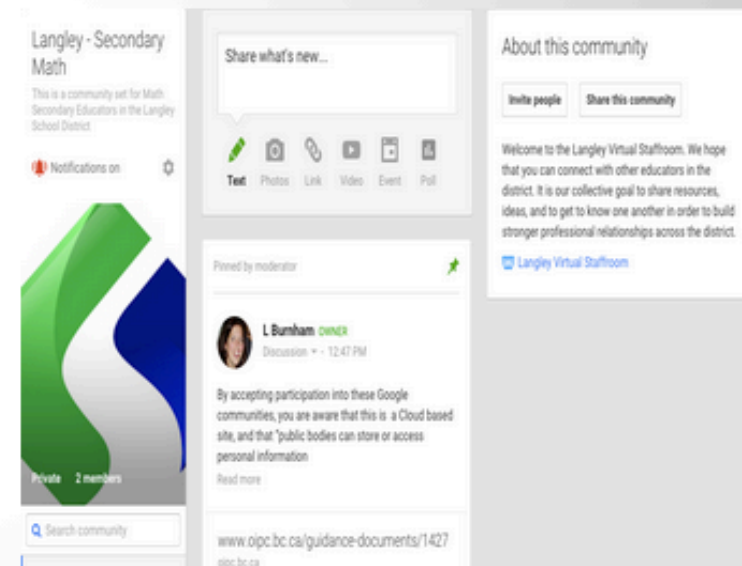 Langley - Secondary
Math
This is a community set for Math
Secondary Educators in the Langley
School District
Notifications on
Private 2 members
Search community
Share what's new...
Text Photos Link Video Event Poll
Pinned by moderator
L Burnham OWNER
Discussion - 12:47 PM
By accepting participation into these Google
communities, you are aware that this is a Cloud based
site, and that "public bodies can store or access
personal information
Read more
www.oipc.bc.ca/guidance-documents/1427
oipc.bc.ca
About this community
Invite people Share this community
Welcome to the Langley Virtual Staffroom. We hope
that you can connect with other educators in the
district. It is our collective goal to share resources,
ideas, and to get to know one another in order to build
stronger professional relationships across the district.
Langley Virtual Staffroom